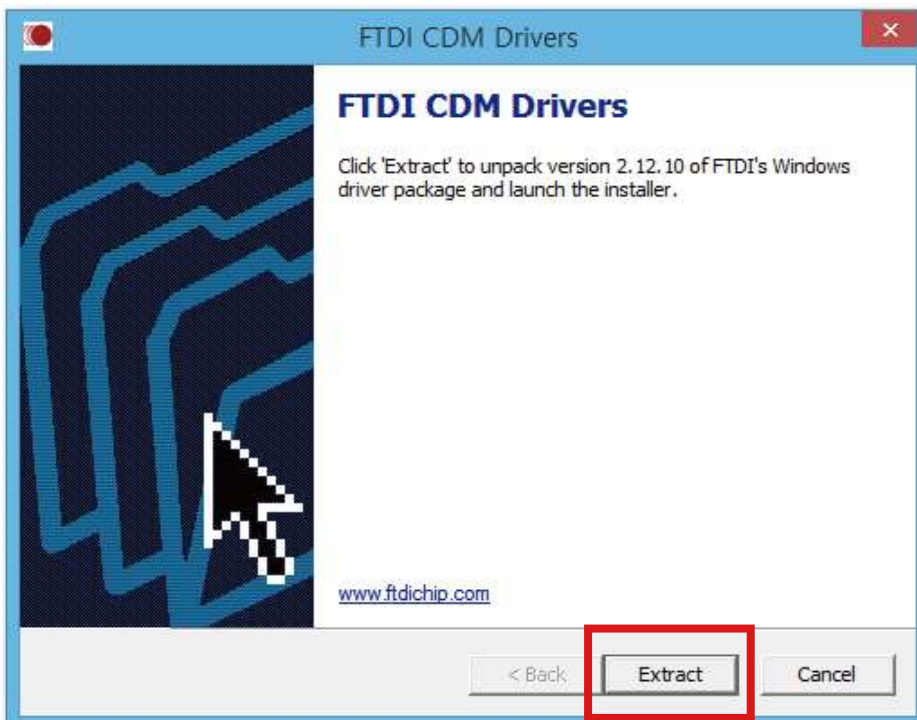 FTDI CDM Drivers
FTDI CDM Drivers
Click 'Extract' to unpack version 2.12.10 of FTDI's Windows
driver package and launch the installer.
www.ftdichip.com
< Back
Extract
Cancel